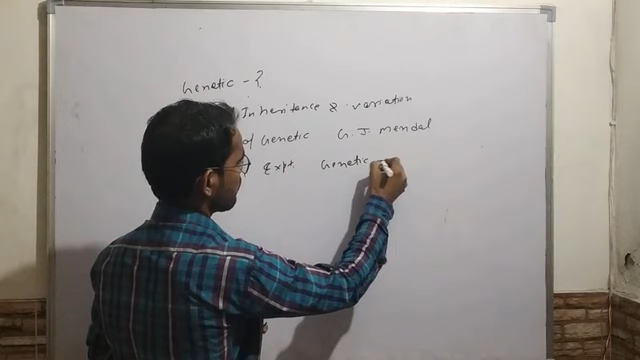 Genetic - ?
Inheritance & variation
of Genetic G. J. Mendel
Expt. Genetic